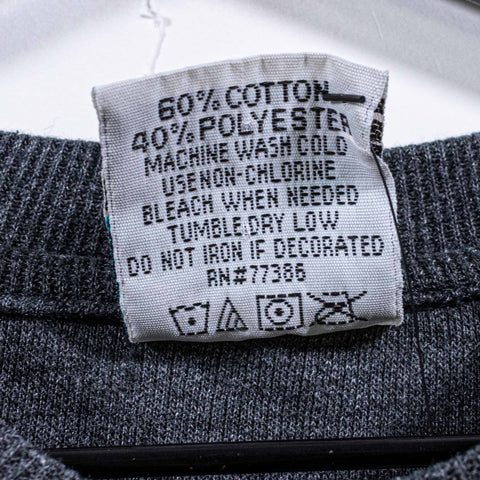 60% COTTON
40% POLYESTER
MACHINE WASH COLD
USE NON-CHLORINE
BLEACH WHEN NEEDED
TUMBLE DRY LOW
DO NOT IRON IF DECORATED
RN#77386